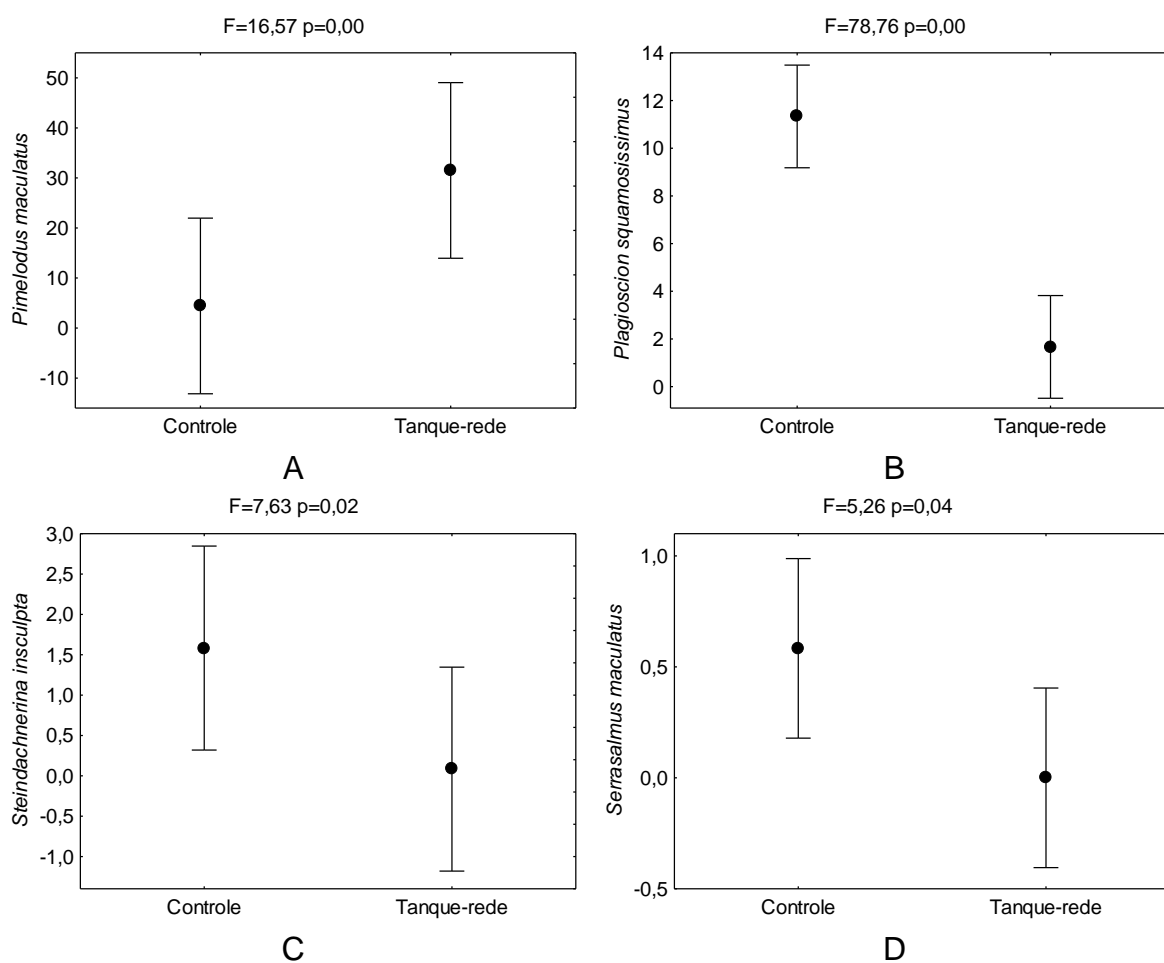 F=16,57 p=0,00
Pimelodus maculatus
50
40
30
20
10
0
-10
Controle Tanque-rede
A
F=78,76 p=0,00
Plagioscion squamosissimus
14
12
10
8
6
4
2
0
Controle Tanque-rede
B
F=7,63 p=0,02
Steindachnerina insculpta
3,0
2,5
2,0
1,5
1,0
0,5
0,0
-0,5
-1,0
Controle Tanque-rede
C
F=5,26 p=0,04
Serrasalmus maculatus
1,0
0,5
0,0
-0,5
Controle Tanque-rede
D